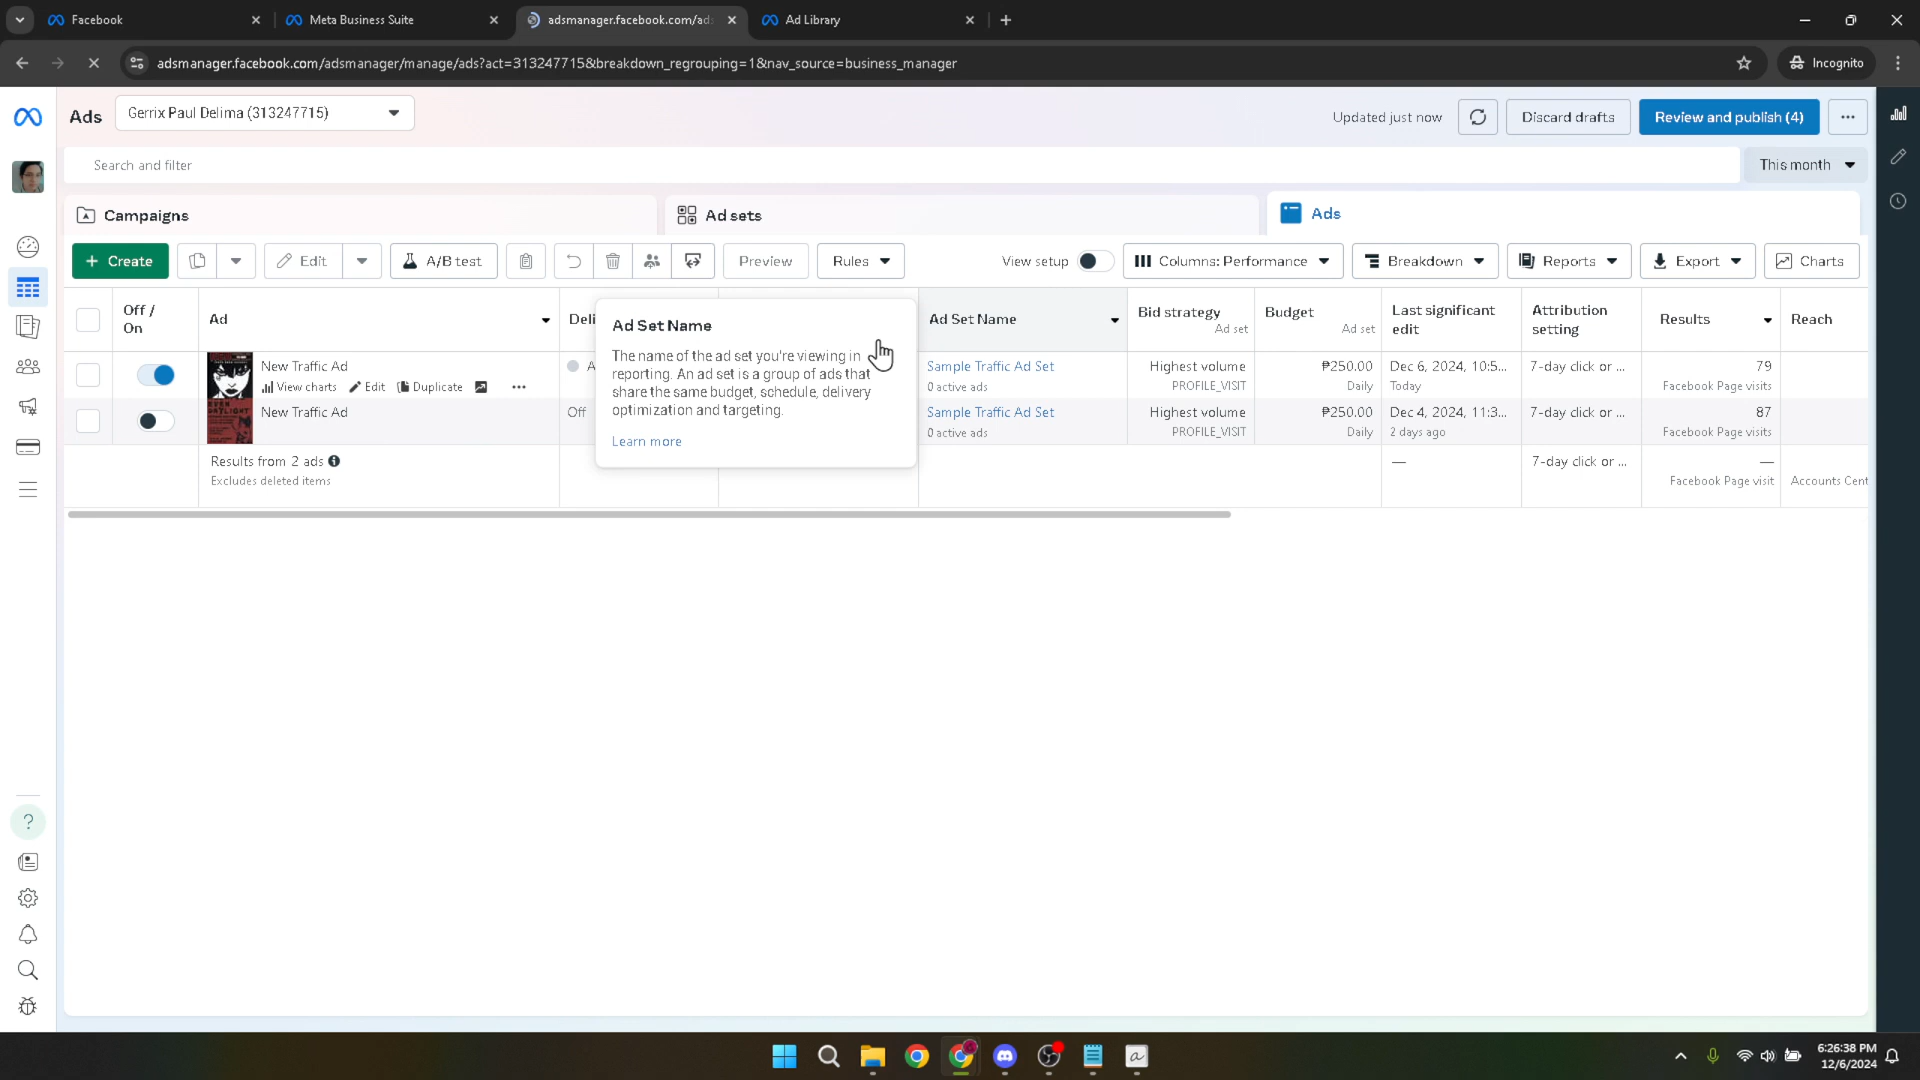 Facebook
Meta Business Suite
adsmanager.facebook.com/ads
Ad Library
adsmanager.facebook.com/adsmanager/manage/ads?act=313247715&breakdown_regrouping=1&nav_source=business_manager
Incognito
Ads
Gerrix Paul Delima (313247715)
Updated just now
Discard drafts
Review and publish (4)
Search and filter
This month
Campaigns
Ad sets
Ads
+ Create
Edit
A/B test
Preview
Rules
View setup
Columns: Performance
Breakdown
Reports
Export
Charts
Off / On
Ad
Deli
Ad Set Name
Bid strategy
Ad set
Budget
Ad set
Last significant edit
Attribution setting
Results
Reach
Ad Set Name
The name of the ad set you're viewing in
reporting. An ad set is a group of ads that
share the same budget, schedule, delivery
optimization and targeting.
Learn more
New Traffic Ad
View charts Edit Duplicate
A
Sample Traffic Ad Set
0 active ads
Highest volume
PROFILE_VISIT
₱250.00
Daily
Dec 6, 2024, 10:5...
Today
7-day click or ...
79
Facebook Page visits
New Traffic Ad
Off
Sample Traffic Ad Set
0 active ads
Highest volume
PROFILE_VISIT
₱250.00
Daily
Dec 4, 2024, 11:3...
2 days ago
7-day click or ...
87
Facebook Page visits
Results from 2 ads
Excludes deleted items
—
7-day click or ...
—
Facebook Page visit
Accounts Cent
6:26:38 PM
12/6/2024